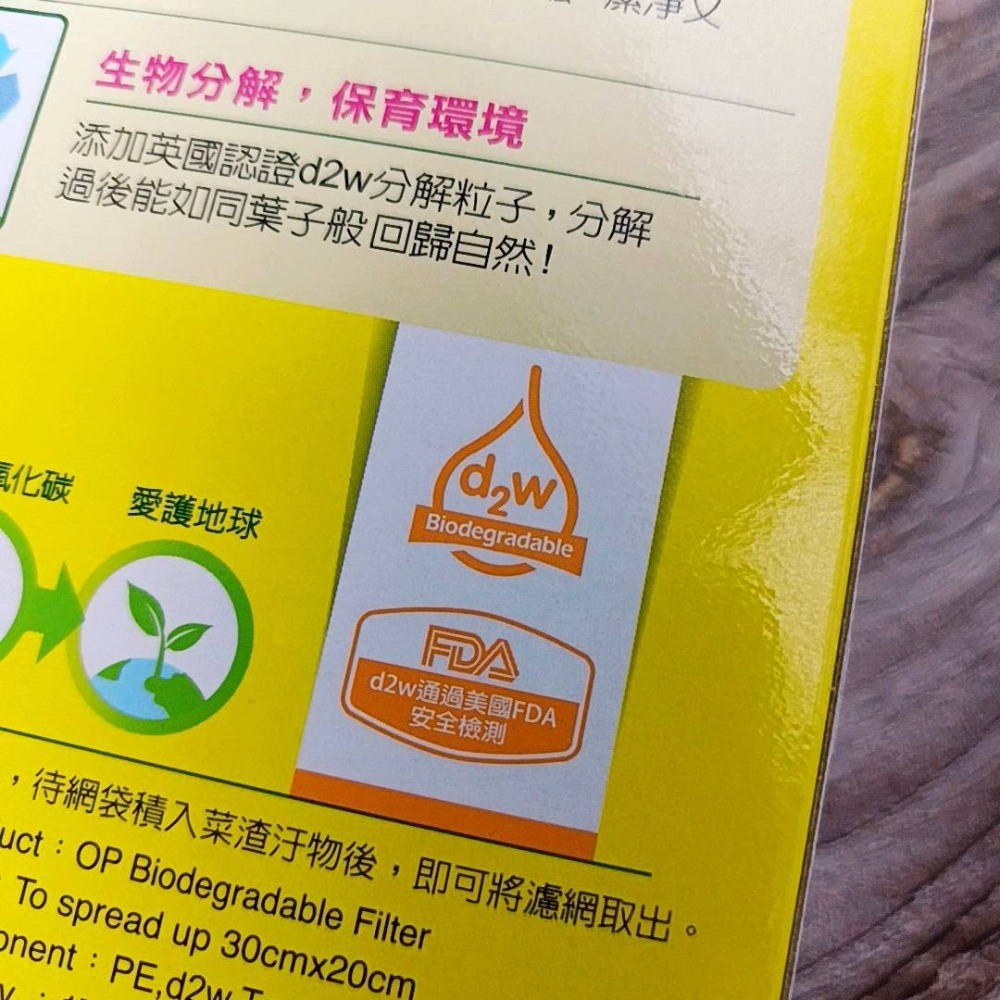 潔淨又
生物分解，保育環境
添加英國認證d2w分解粒子，分解
過後能如同葉子般回歸自然！
氧化碳
愛護地球
d2w
Biodegradable
FDA
d2w通過美國FDA
安全檢測
，待網袋積入菜渣汙物後，即可將濾網取出。
uct：OP Biodegradable Filter
To spread up 30cmx20cm
onent：PE,d2w